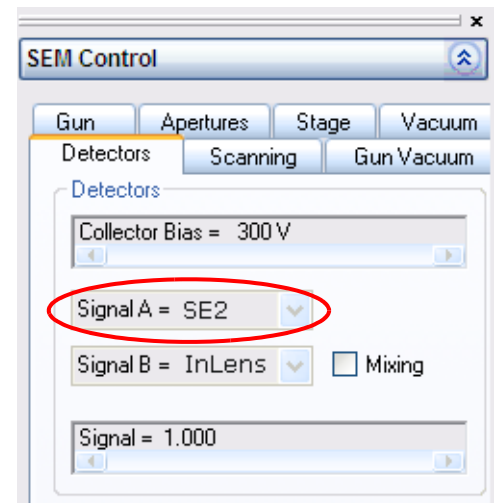 SEM Control
Gun Apertures Stage Vacuum
Detectors Scanning Gun Vacuum
Detectors
Collector Bias = 300 V
Signal A = SE2
Signal B = InLens Mixing
Signal = 1.000